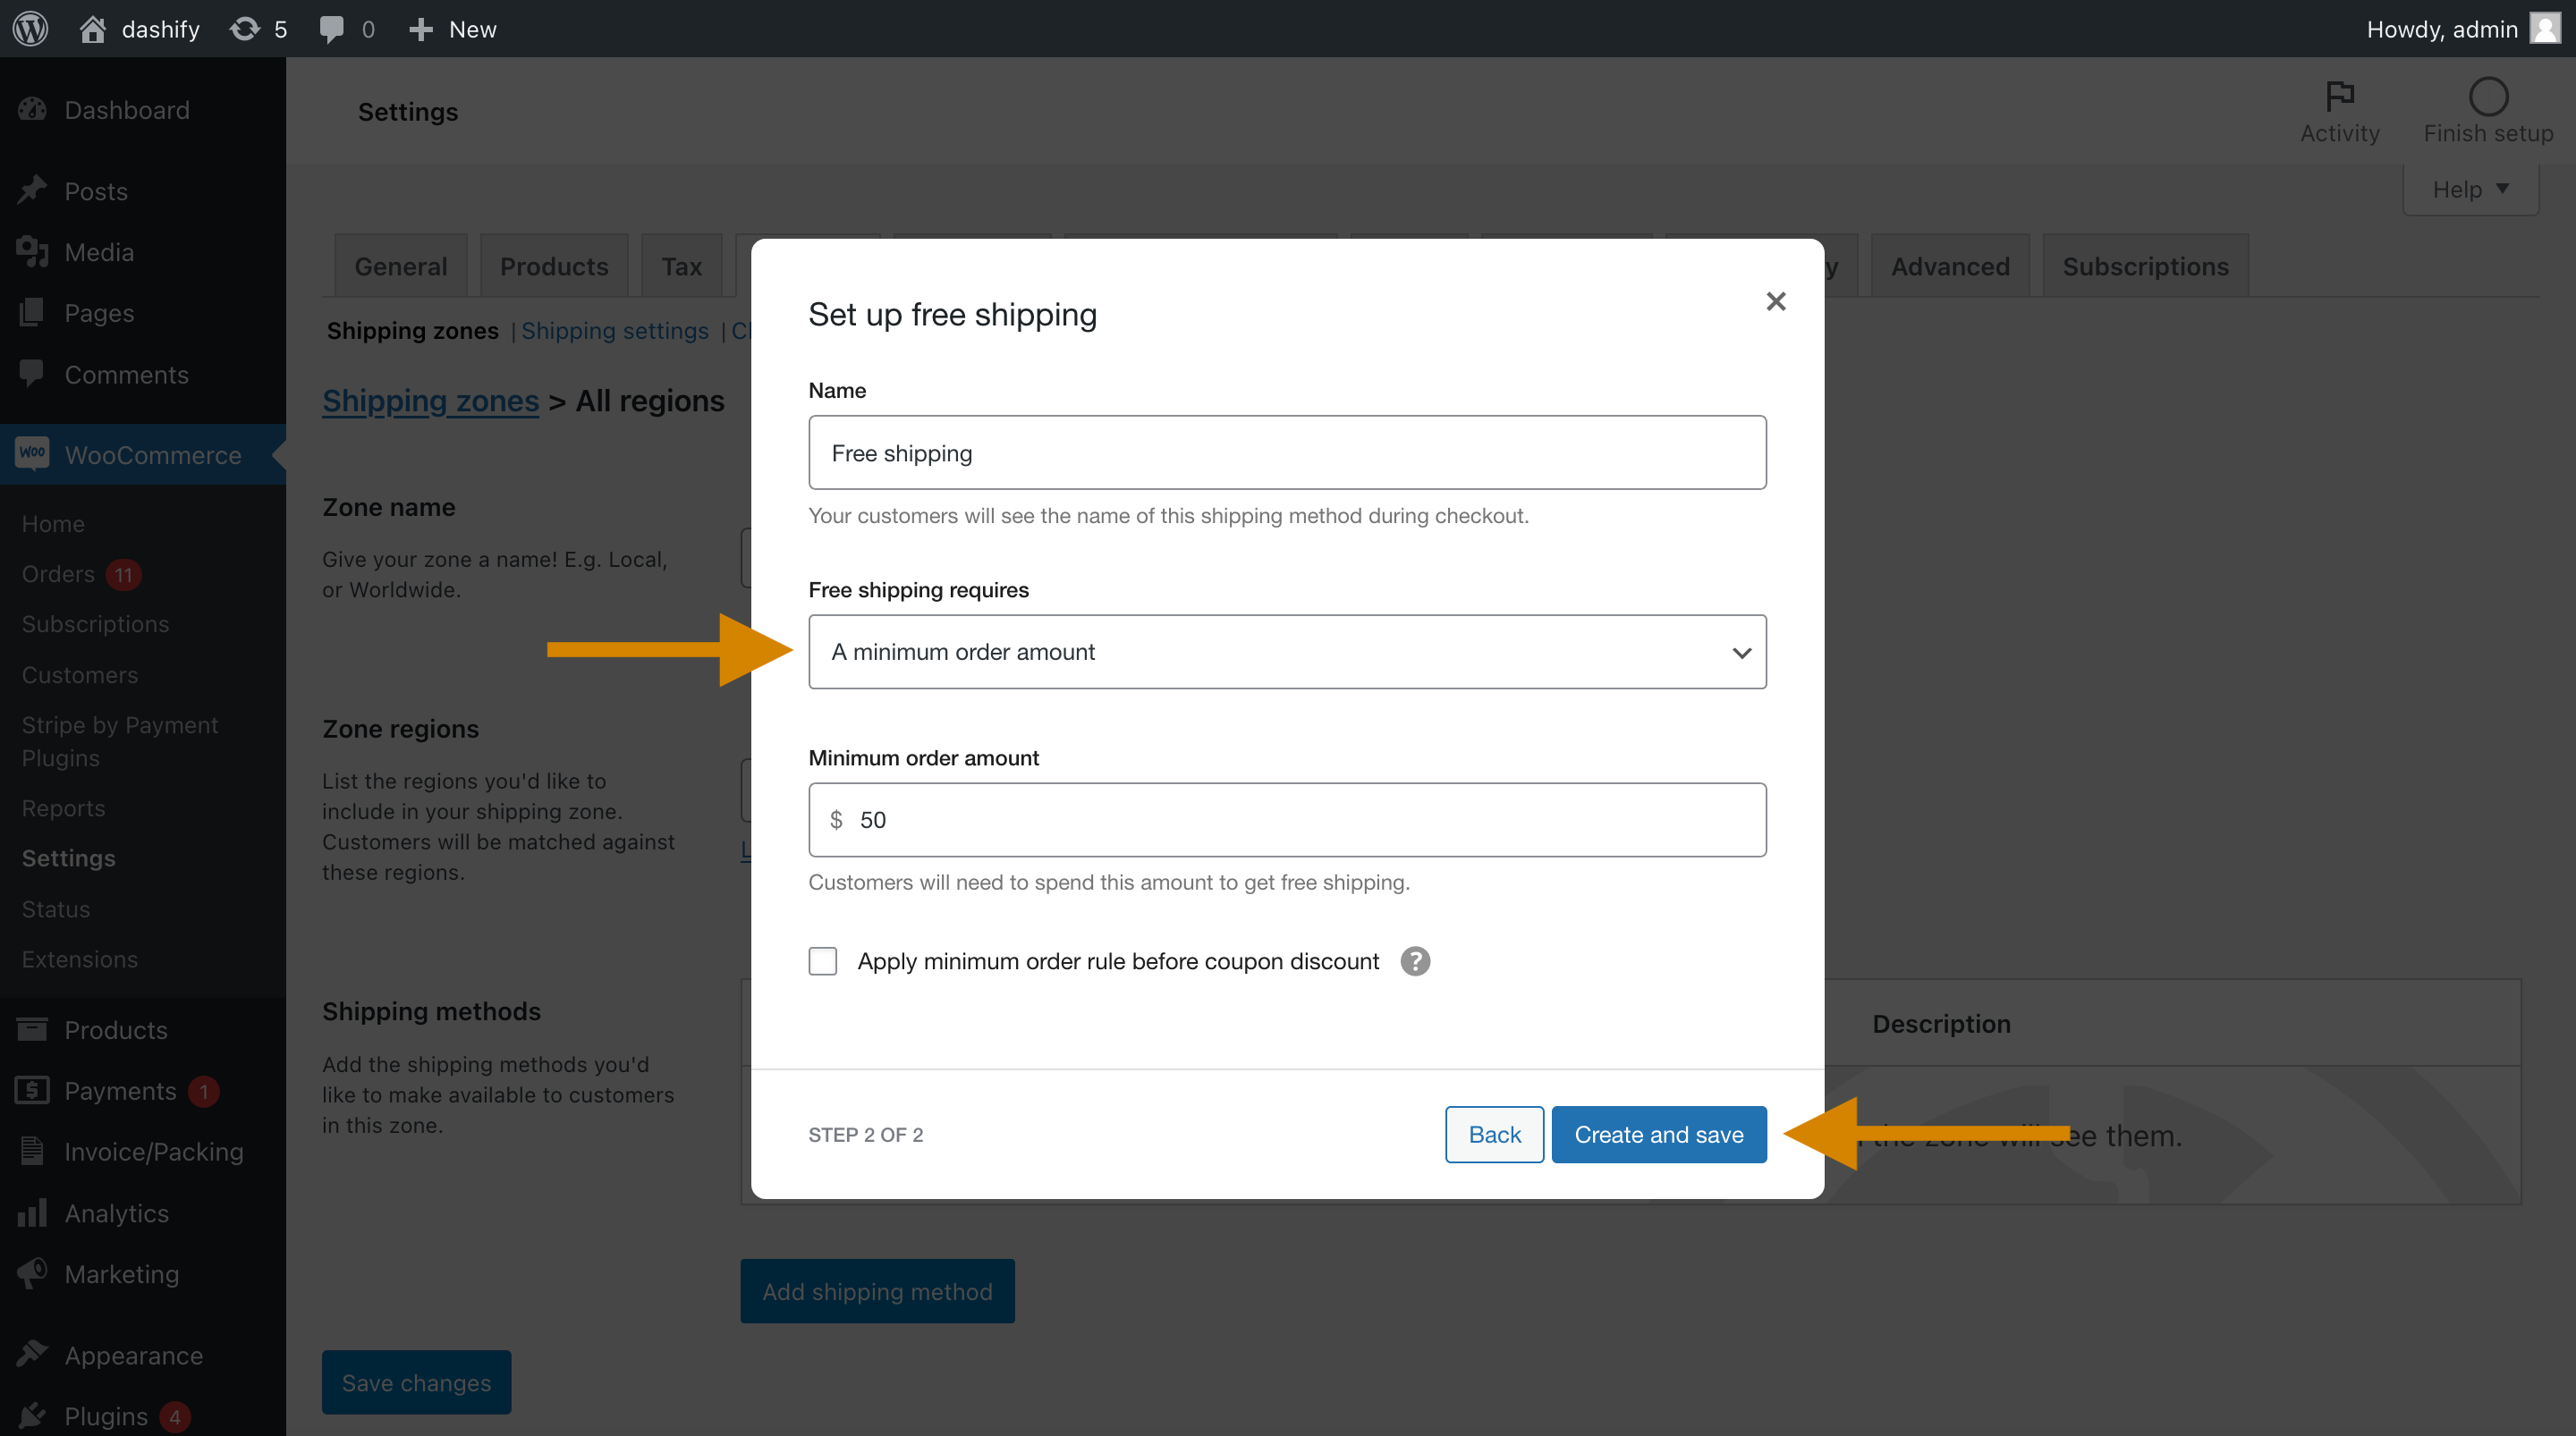 dashify 5 0 New Howdy, admin
Dashboard
Posts
Media
Pages
Comments
WOO WooCommerce
Home
Orders 11
Subscriptions
Customers
Stripe by Payment
Plugins
Reports
Settings
Status
Extensions
Products
Payments 1
Invoice/Packing
Analytics
Marketing
Appearance
Plugins 4
Settings
Activity
Finish setup
Help
General Products Tax y Advanced Subscriptions
Shipping zones | Shipping settings |
Shipping zones > All regions
Zone name
Give your zone a name! E.g. Local,
or Worldwide.
Zone regions
List the regions you'd like to
include in your shipping zone.
Customers will be matched against
these regions.
Shipping methods
Add the shipping methods you'd
like to make available to customers
in this zone.
Description
the zone will see them.
Add shipping method
Save changes
Set up free shipping
Name
Free shipping
Your customers will see the name of this shipping method during checkout.
Free shipping requires
A minimum order amount
Minimum order amount
$ 50
Customers will need to spend this amount to get free shipping.
Apply minimum order rule before coupon discount ?
STEP 2 OF 2
Back
Create and save